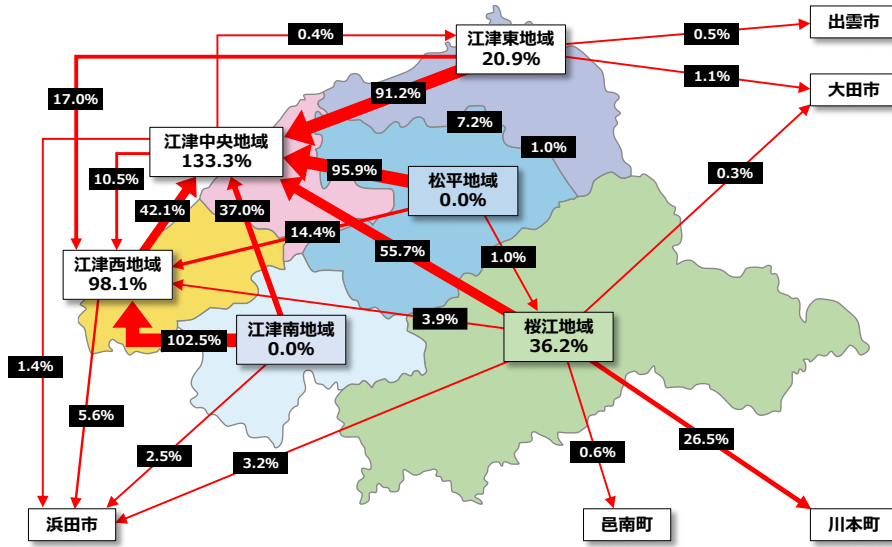 出雲市
0.4%
江津東地域
20.9%
0.5%
1.1%
大田市
17.0%
91.2%
7.2%
1.0%
江津中央地域
133.3%
95.9%
松平地域
0.0%
0.3%
10.5%
42.1%
37.0%
14.4%
55.7%
1.0%
江津西地域
98.1%
3.9%
江津南地域
0.0%
102.5%
桜江地域
36.2%
1.4%
5.6%
2.5%
3.2%
0.6%
26.5%
浜田市
邑南町
川本町